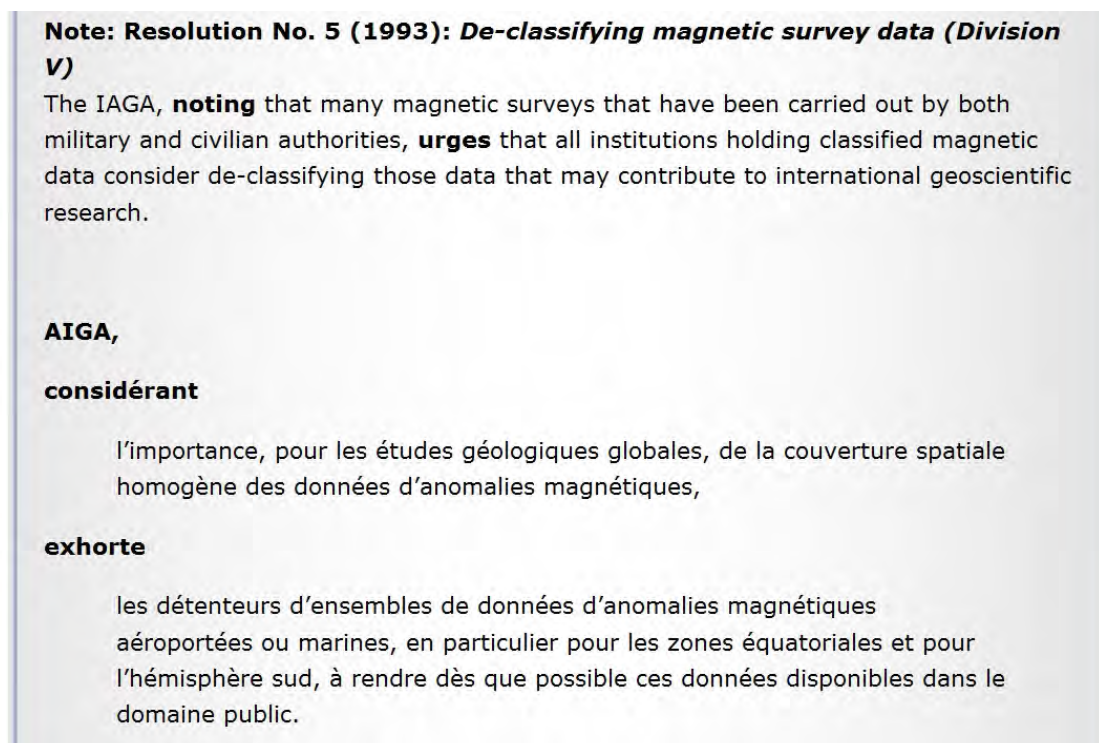 Note: Resolution No. 5 (1993): De-classifying magnetic survey data (Division
V)
The IAGA, noting that many magnetic surveys that have been carried out by both
military and civilian authorities, urges that all institutions holding classified magnetic
data consider de-classifying those data that may contribute to international geoscientific
research.
AIGA,
considérant
l’importance, pour les études géologiques globales, de la couverture spatiale
homogène des données d’anomalies magnétiques,
exhorte
les détenteurs d’ensembles de données d’anomalies magnétiques
aéroportées ou marines, en particulier pour les zones équatoriales et pour
l’hémisphère sud, à rendre dès que possible ces données disponibles dans le
domaine public.